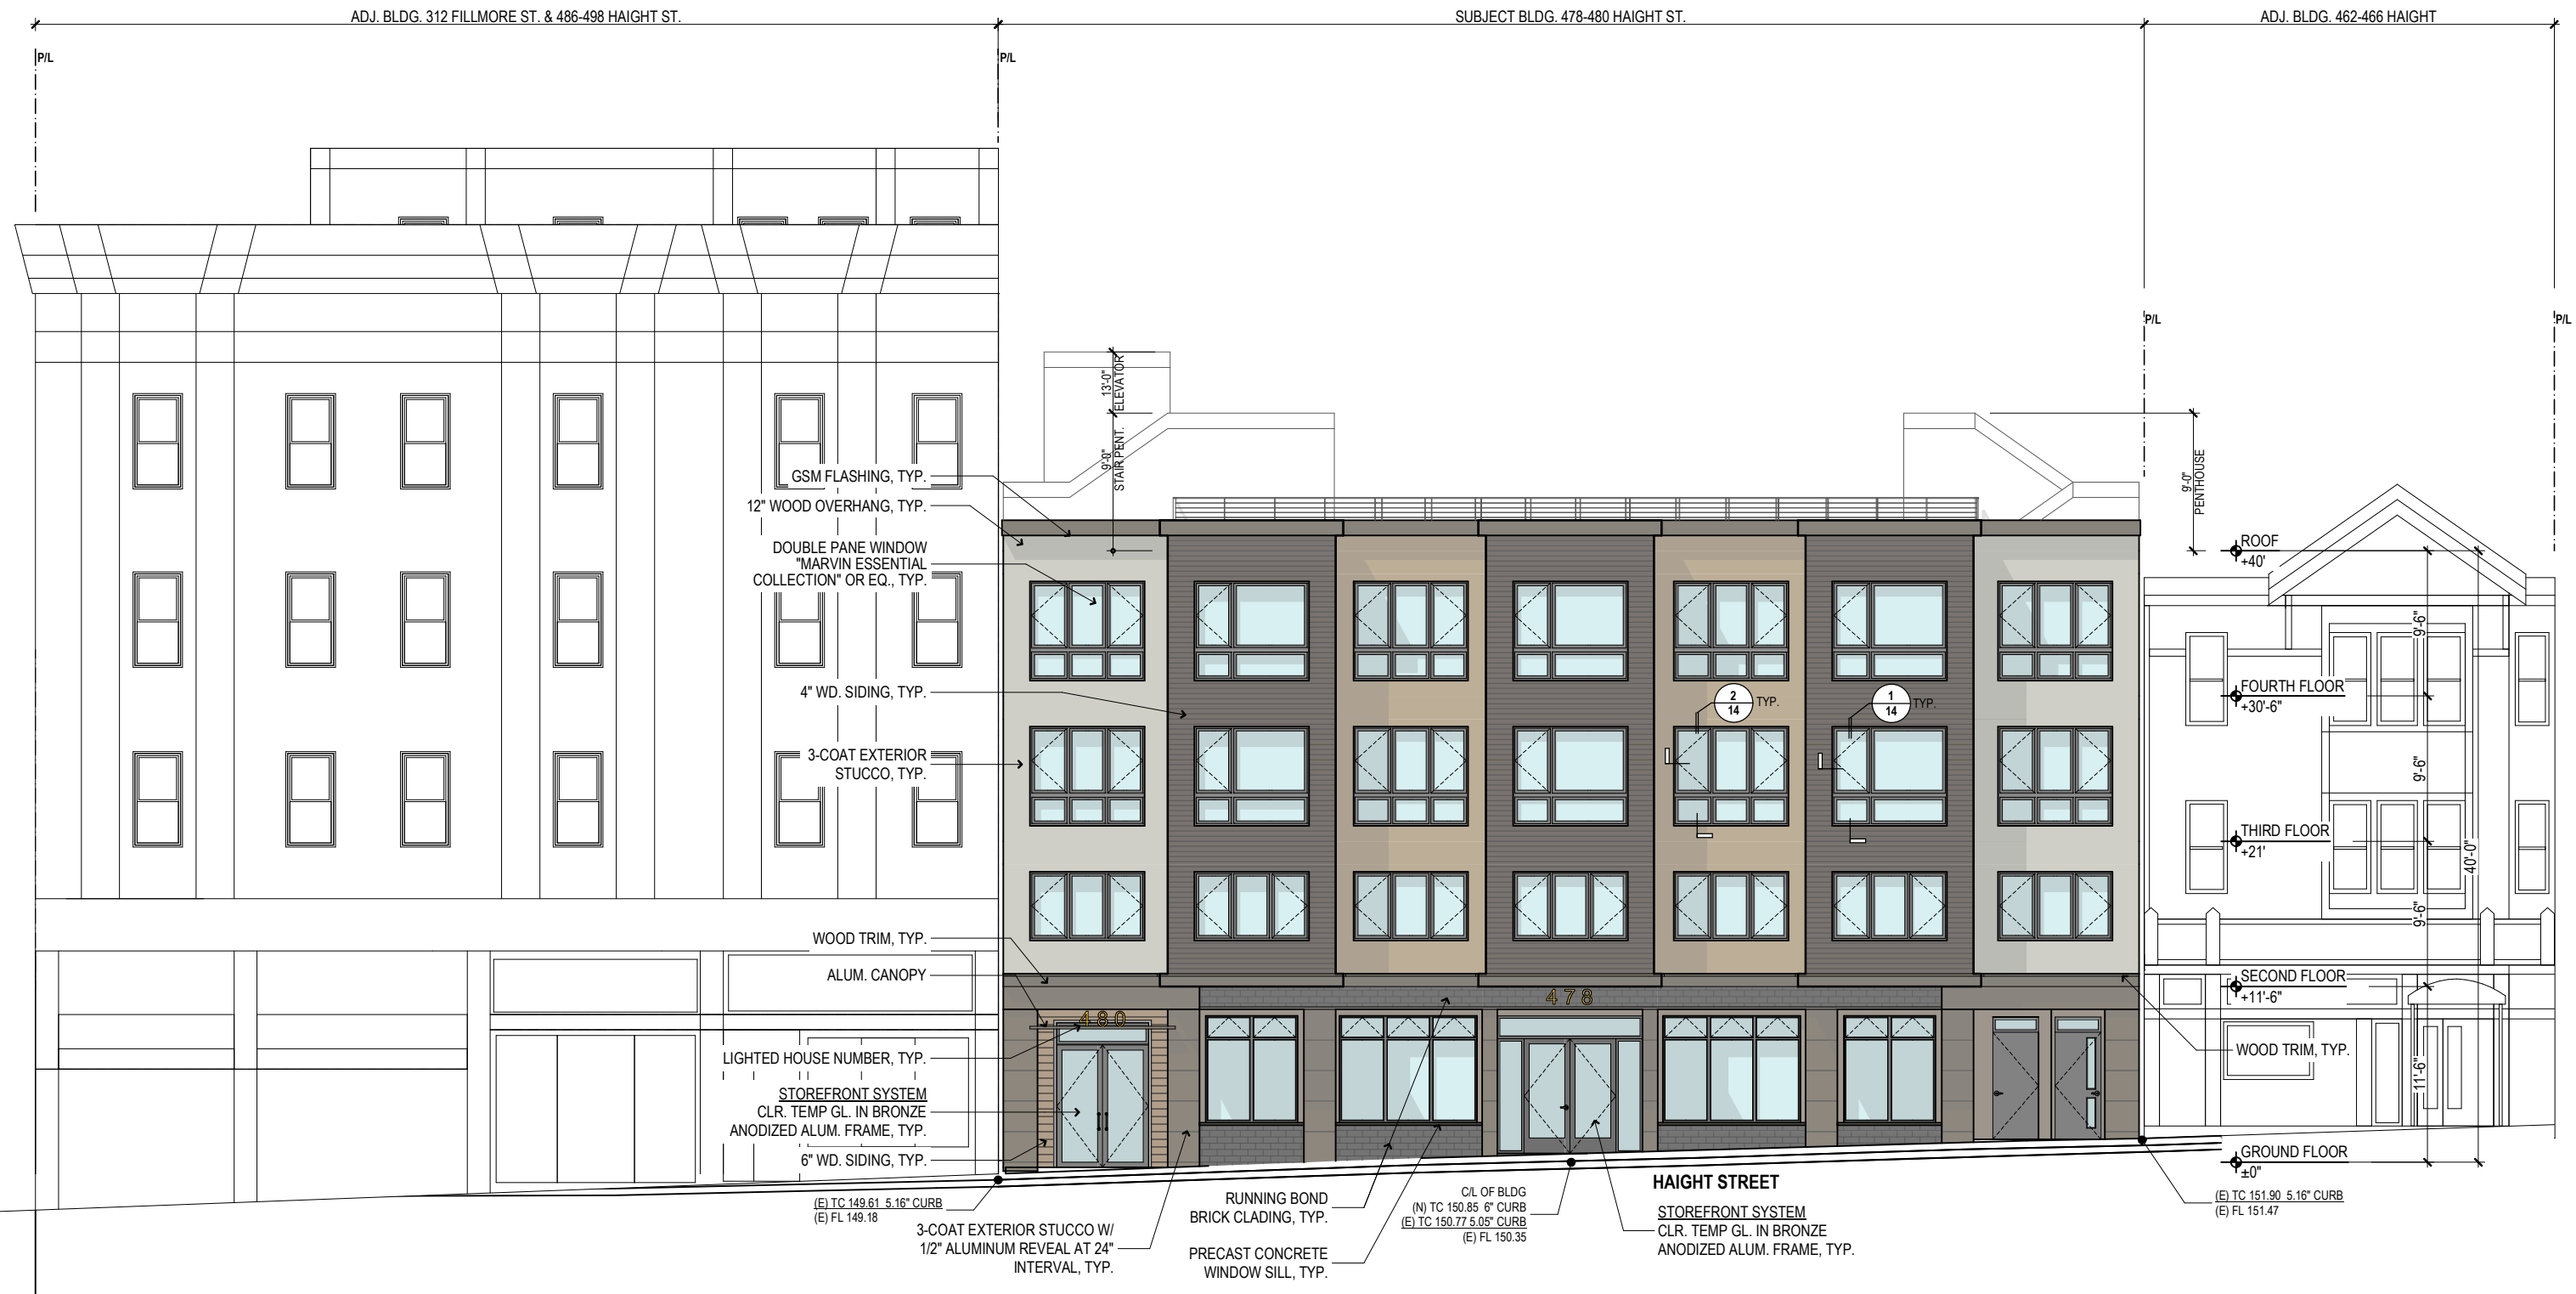 ADJ. BLDG. 312 FILLMORE ST. & 486-498 HAIGHT ST.
SUBJECT BLDG. 478-480 HAIGHT ST.
ADJ. BLDG. 462-466 HAIGHT
P/L
P/L
P/L
P/L
13'-0"
ELEVATOR
9'-9"
STAIR PENT.
9'-0"
PENTHOUSE
GSM FLASHING, TYP.
12" WOOD OVERHANG, TYP.
DOUBLE PANE WINDOW
"MARVIN ESSENTIAL
COLLECTION" OR EQ., TYP.
4" WD. SIDING, TYP.
3-COAT EXTERIOR
STUCCO, TYP.
WOOD TRIM, TYP.
ALUM. CANOPY
LIGHTED HOUSE NUMBER, TYP.
STOREFRONT SYSTEM
CLR. TEMP GL. IN BRONZE
ANODIZED ALUM. FRAME, TYP.
6" WD. SIDING, TYP.
2
14
TYP.
1
14
TYP.
480
478
ROOF
+40'
9'-6"
FOURTH FLOOR
+30'-6"
9'-6"
THIRD FLOOR
+21'
40'-0"
9'-6"
SECOND FLOOR
+11'-6"
WOOD TRIM, TYP.
11'-6"
GROUND FLOOR
±0"
(E) TC 149.61 5.16" CURB
(E) FL 149.18
3-COAT EXTERIOR STUCCO W/
1/2" ALUMINUM REVEAL AT 24"
INTERVAL, TYP.
RUNNING BOND
BRICK CLADING, TYP.
PRECAST CONCRETE
WINDOW SILL, TYP.
C/L OF BLDG
(N) TC 150.85 6" CURB
(E) TC 150.77 5.05" CURB
(E) FL 150.35
HAIGHT STREET
STOREFRONT SYSTEM
CLR. TEMP GL. IN BRONZE
ANODIZED ALUM. FRAME, TYP.
(E) TC 151.90 5.16" CURB
(E) FL 151.47